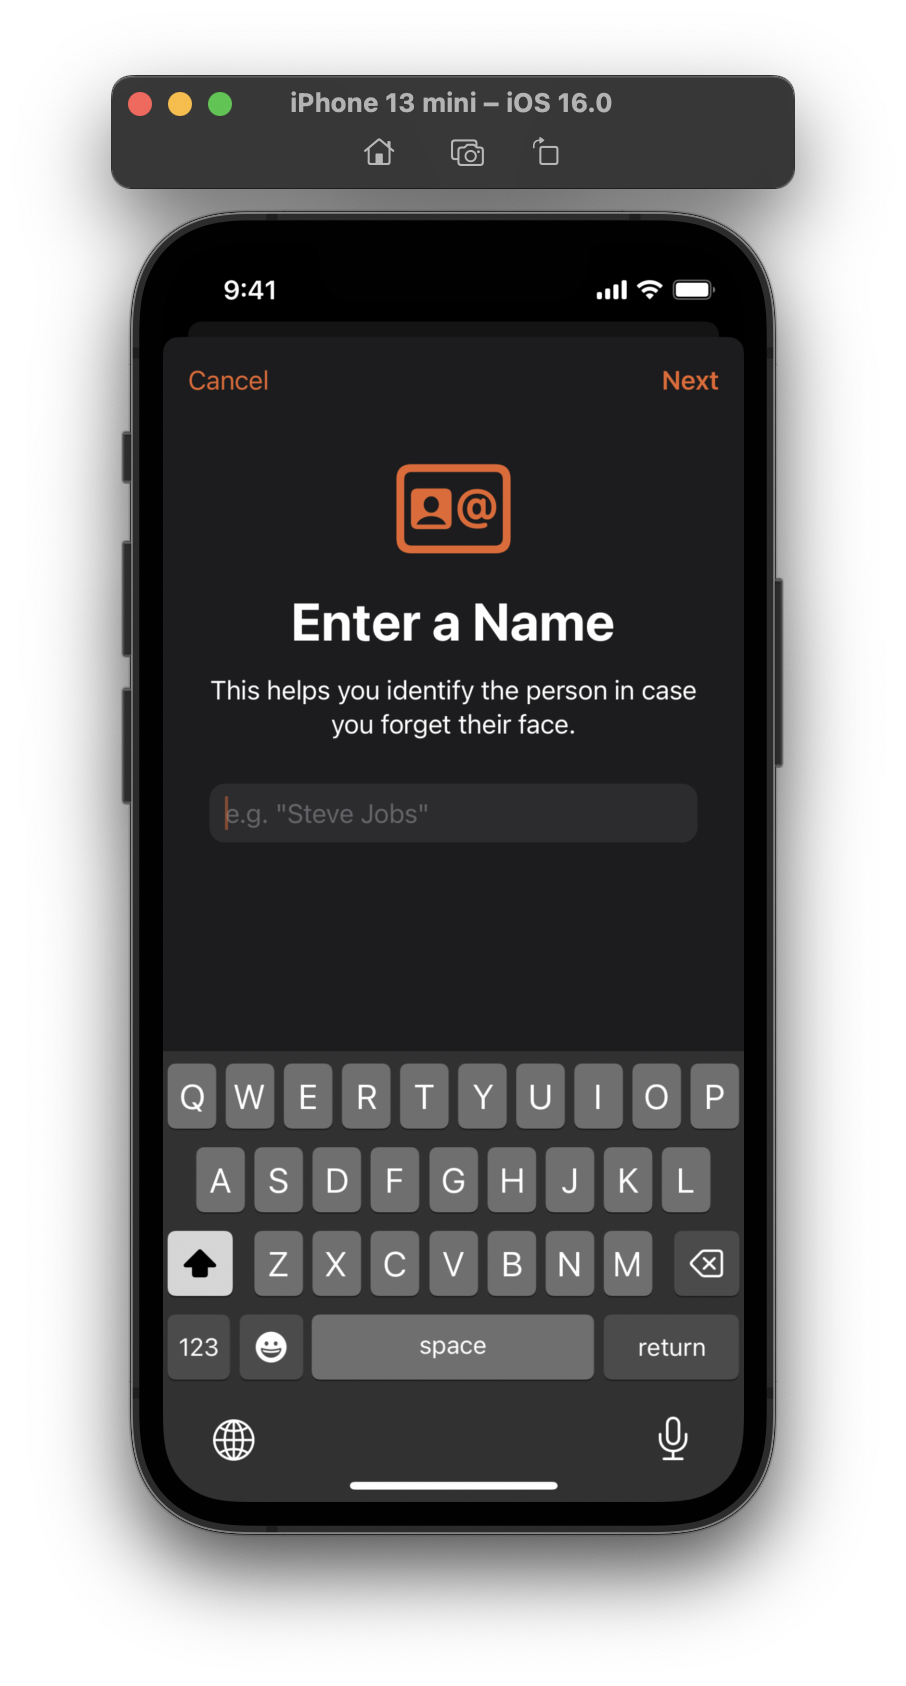 iPhone 13 mini – iOS 16.0
9:41
Cancel
Next
@
Enter a Name
This helps you identify the person in case
you forget their face.
e.g. "Steve Jobs"
Q W E R T Y U I O P
A S D F G H J K L
Z X C V B N M
123 space return